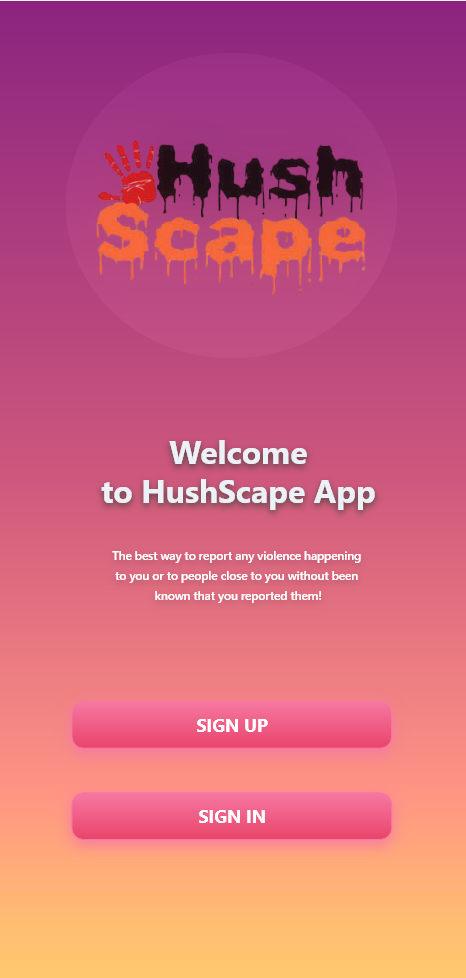 Hush
Scape
Welcome
to HushScape App
The best way to report any violence happening
to you or to people close to you without been
known that you reported them!
SIGN UP
SIGN IN